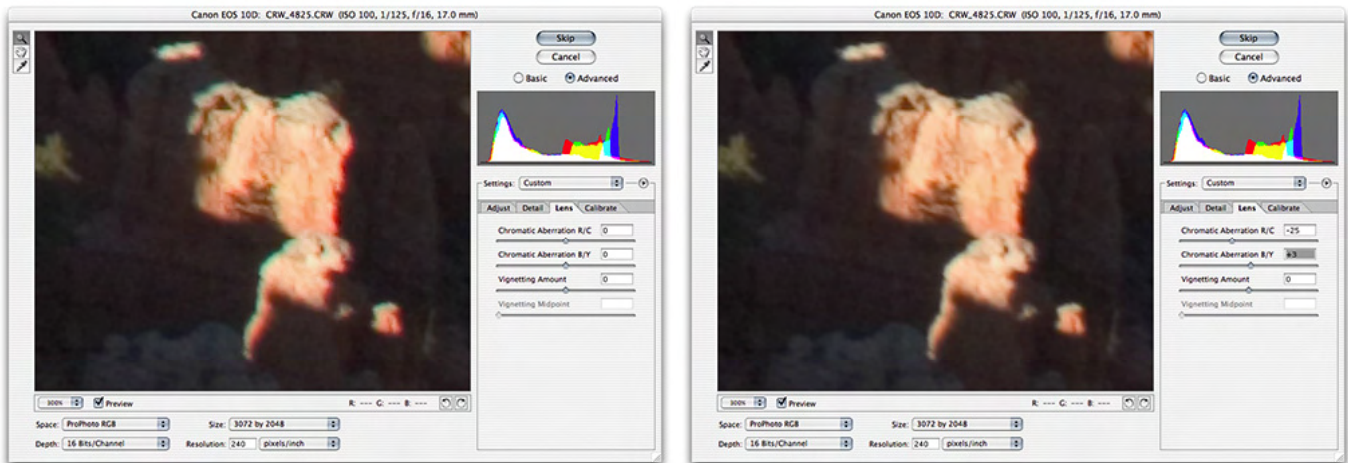 Canon EOS 10D: CRW_4825.CRW (ISO 100, 1/125, f/16, 17.0 mm)
Skip
Cancel
Basic Advanced
Settings: Custom
Adjust Detail Lens Calibrate
Chromatic Aberration R/C 0
Chromatic Aberration B/Y 0
Vignetting Amount 0
Vignetting Midpoint
300% Preview R: --- G: --- B: ---
Space: ProPhoto RGB Size: 3072 by 2048
Depth: 16 Bits/Channel Resolution: 240 pixels/inch
Canon EOS 10D: CRW_4825.CRW (ISO 100, 1/125, f/16, 17.0 mm)
Skip
Cancel
Basic Advanced
Settings: Custom
Adjust Detail Lens Calibrate
Chromatic Aberration R/C -25
Chromatic Aberration B/Y +3
Vignetting Amount 0
Vignetting Midpoint
300% Preview R: --- G: --- B: ---
Space: ProPhoto RGB Size: 3072 by 2048
Depth: 16 Bits/Channel Resolution: 240 pixels/inch